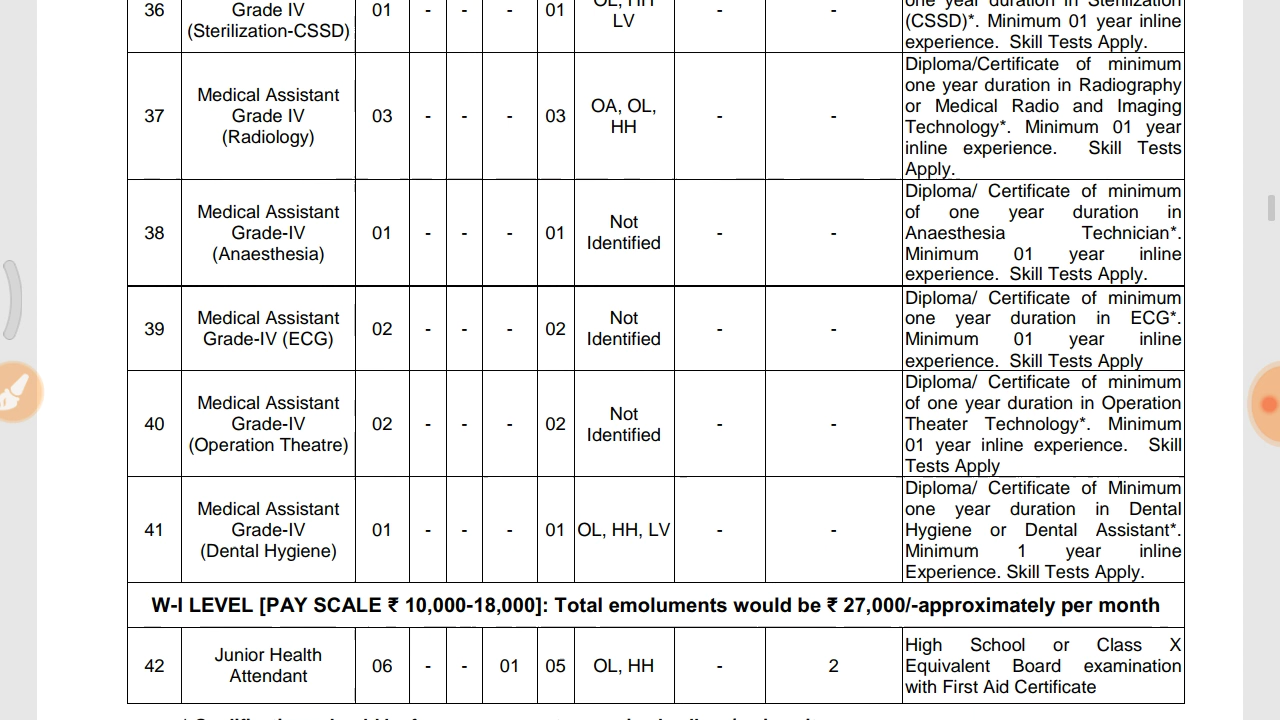 36
Grade IV
(Sterilization-CSSD)
01
-
-
-
01
LV
-
-
(CSSD)*. Minimum 01 year inline
experience. Skill Tests Apply.
37
Medical Assistant
Grade IV
(Radiology)
03
-
-
-
03
OA, OL,
HH
-
-
Diploma/Certificate of minimum
one year duration in Radiography
or Medical Radio and Imaging
Technology*. Minimum 01 year
inline experience. Skill Tests
Apply.
38
Medical Assistant
Grade-IV
(Anaesthesia)
01
-
-
-
01
Not
Identified
-
-
Diploma/ Certificate of minimum
of one year duration in
Anaesthesia Technician*.
Minimum 01 year inline
experience. Skill Tests Apply.
39
Medical Assistant
Grade-IV (ECG)
02
-
-
-
02
Not
Identified
-
-
Diploma/ Certificate of minimum
one year duration in ECG*.
Minimum 01 year inline
experience. Skill Tests Apply
40
Medical Assistant
Grade-IV
(Operation Theatre)
02
-
-
-
02
Not
Identified
-
-
Diploma/ Certificate of minimum
of one year duration in Operation
Theater Technology*. Minimum
01 year inline experience. Skill
Tests Apply
41
Medical Assistant
Grade-IV
(Dental Hygiene)
01
-
-
-
01
OL, HH, LV
-
-
Diploma/ Certificate of Minimum
one year duration in Dental
Hygiene or Dental Assistant*.
Minimum 1 year inline
Experience. Skill Tests Apply.
W-I LEVEL [PAY SCALE ₹ 10,000-18,000]: Total emoluments would be ₹ 27,000/-approximately per month
42
Junior Health
Attendant
06
-
-
01
05
OL, HH
-
2
High School or Class X
Equivalent Board examination
with First Aid Certificate